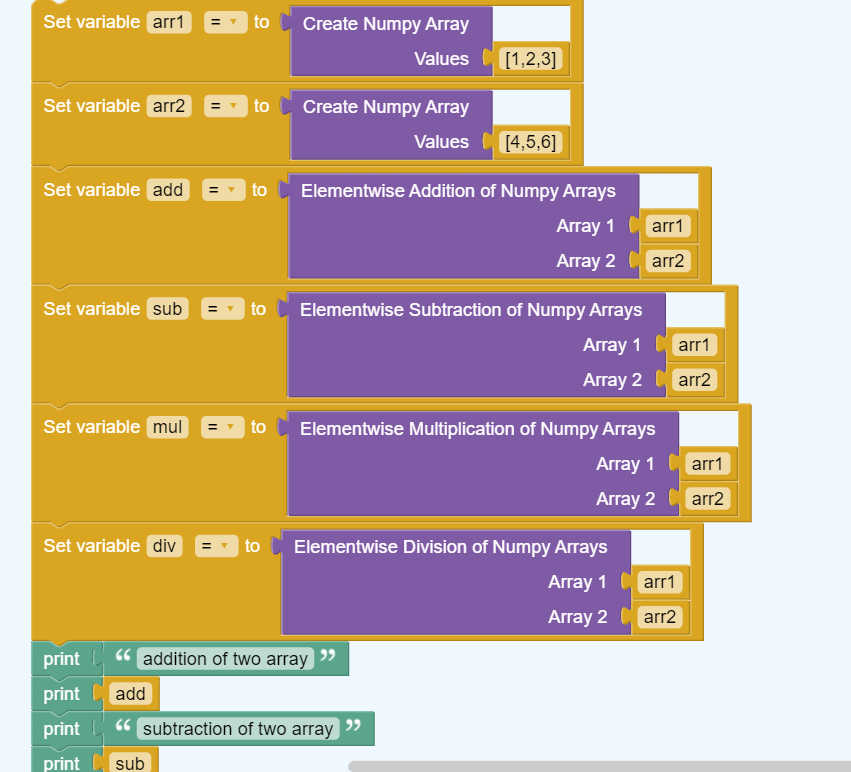 Set variable arr1 = to Create Numpy Array
Values [1,2,3]
Set variable arr2 = to Create Numpy Array
Values [4,5,6]
Set variable add = to Elementwise Addition of Numpy Arrays
Array 1 arr1
Array 2 arr2
Set variable sub = to Elementwise Subtraction of Numpy Arrays
Array 1 arr1
Array 2 arr2
Set variable mul = to Elementwise Multiplication of Numpy Arrays
Array 1 arr1
Array 2 arr2
Set variable div = to Elementwise Division of Numpy Arrays
Array 1 arr1
Array 2 arr2
print “ addition of two array ”
print add
print “ subtraction of two array ”
print sub